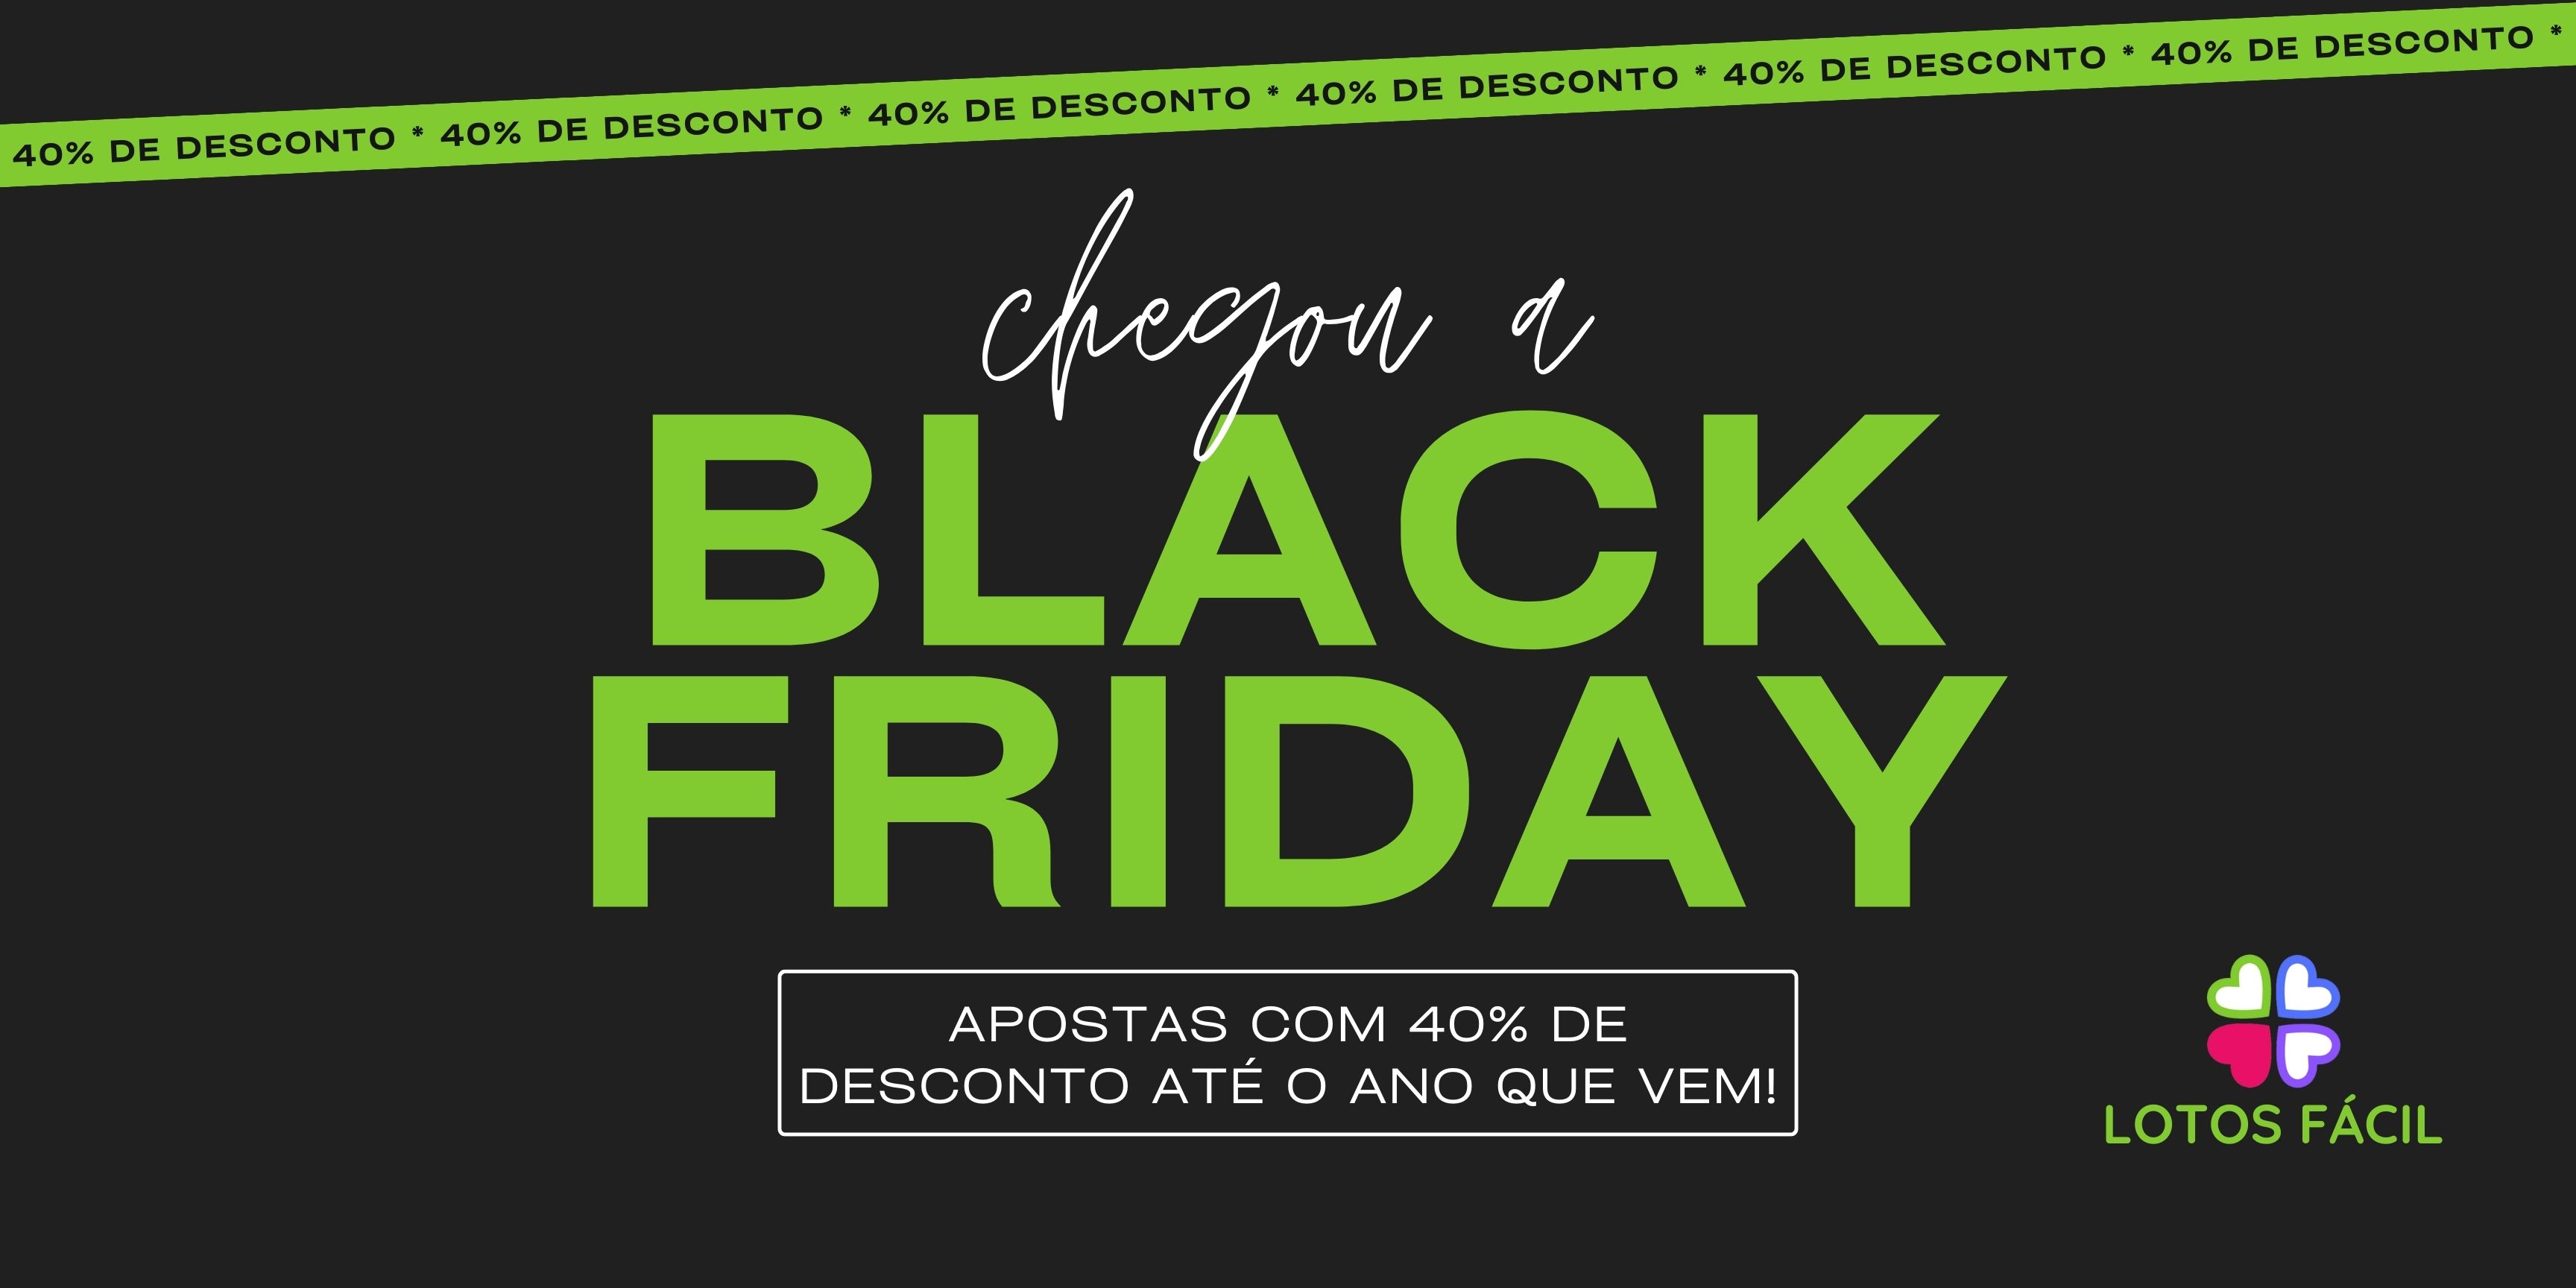 40% DE DESCONTO * 40% DE DESCONTO * 40% DE DESCONTO * 40% DE DESCONTO * 40% DE DESCONTO * 40% DE DESCONTO *
chegou a
BLACK
FRIDAY
APOSTAS COM 40% DE
DESCONTO ATÉ O ANO QUE VEM!
LOTOS FÁCIL